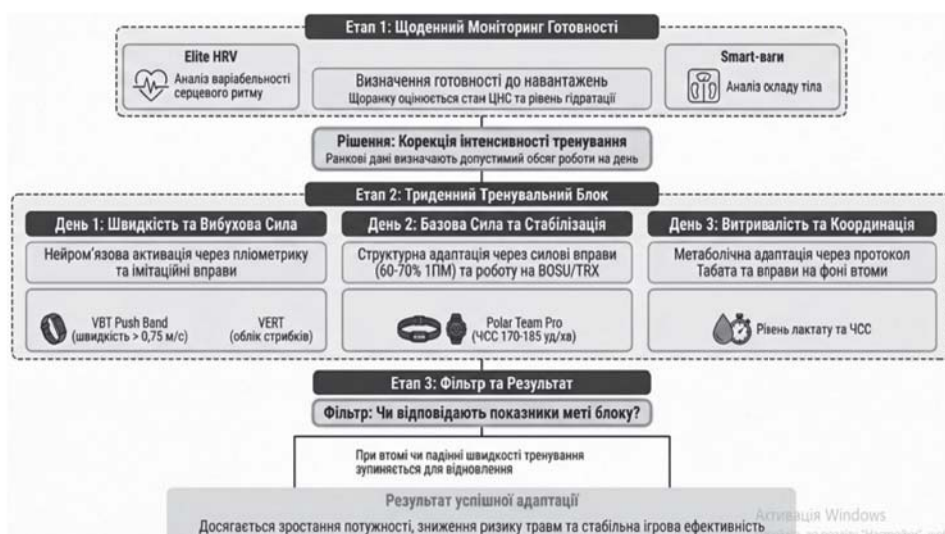 Етап 1: Щоденний Моніторинг Готовності
Elite HRV
Аналіз варіабельності
серцевого ритму
Визначення готовності до навантажень
Щоранку оцінюється стан ЦНС та рівень гідратації
Smart-ваги
Аналіз окладу тіла
Рішення: Корекція інтенсивності тренування
Ранкові дані визначають допустимий обсяг роботи на день
Етап 2: Триденний Тренувальний Блок
День 1: Швидкість та Вибухова Сила
Нейром'язова активація через пліометрику
та імітаційні вправи
VBT Push Band
(швидкість > 0,75 м/с)
VERT
(облік стрибків)
День 2: Базова Сила та Стабілізація
Структурна адаптація через силові вправи
(60-70% 1ПМ) та роботу на BOSU/TRX
Polar Team Pro
(ЧСС 170-185 уд/хв)
День 3: Витривалість та Координація
Метаболічна адаптація через протокол
Табата та вправи на фоні втоми
Рівень лактату та ЧСС
Етап 3: Фільтр та Результат
Фільтр: Чи відповідають показники меті блоку?
При втомі чи падінні швидкості тренування
зупиняється для відновлення
Результат успішної адаптації
Досягається зростання потужності, зниження ризику травм та стабільна ігрова ефективність
Активація Windows